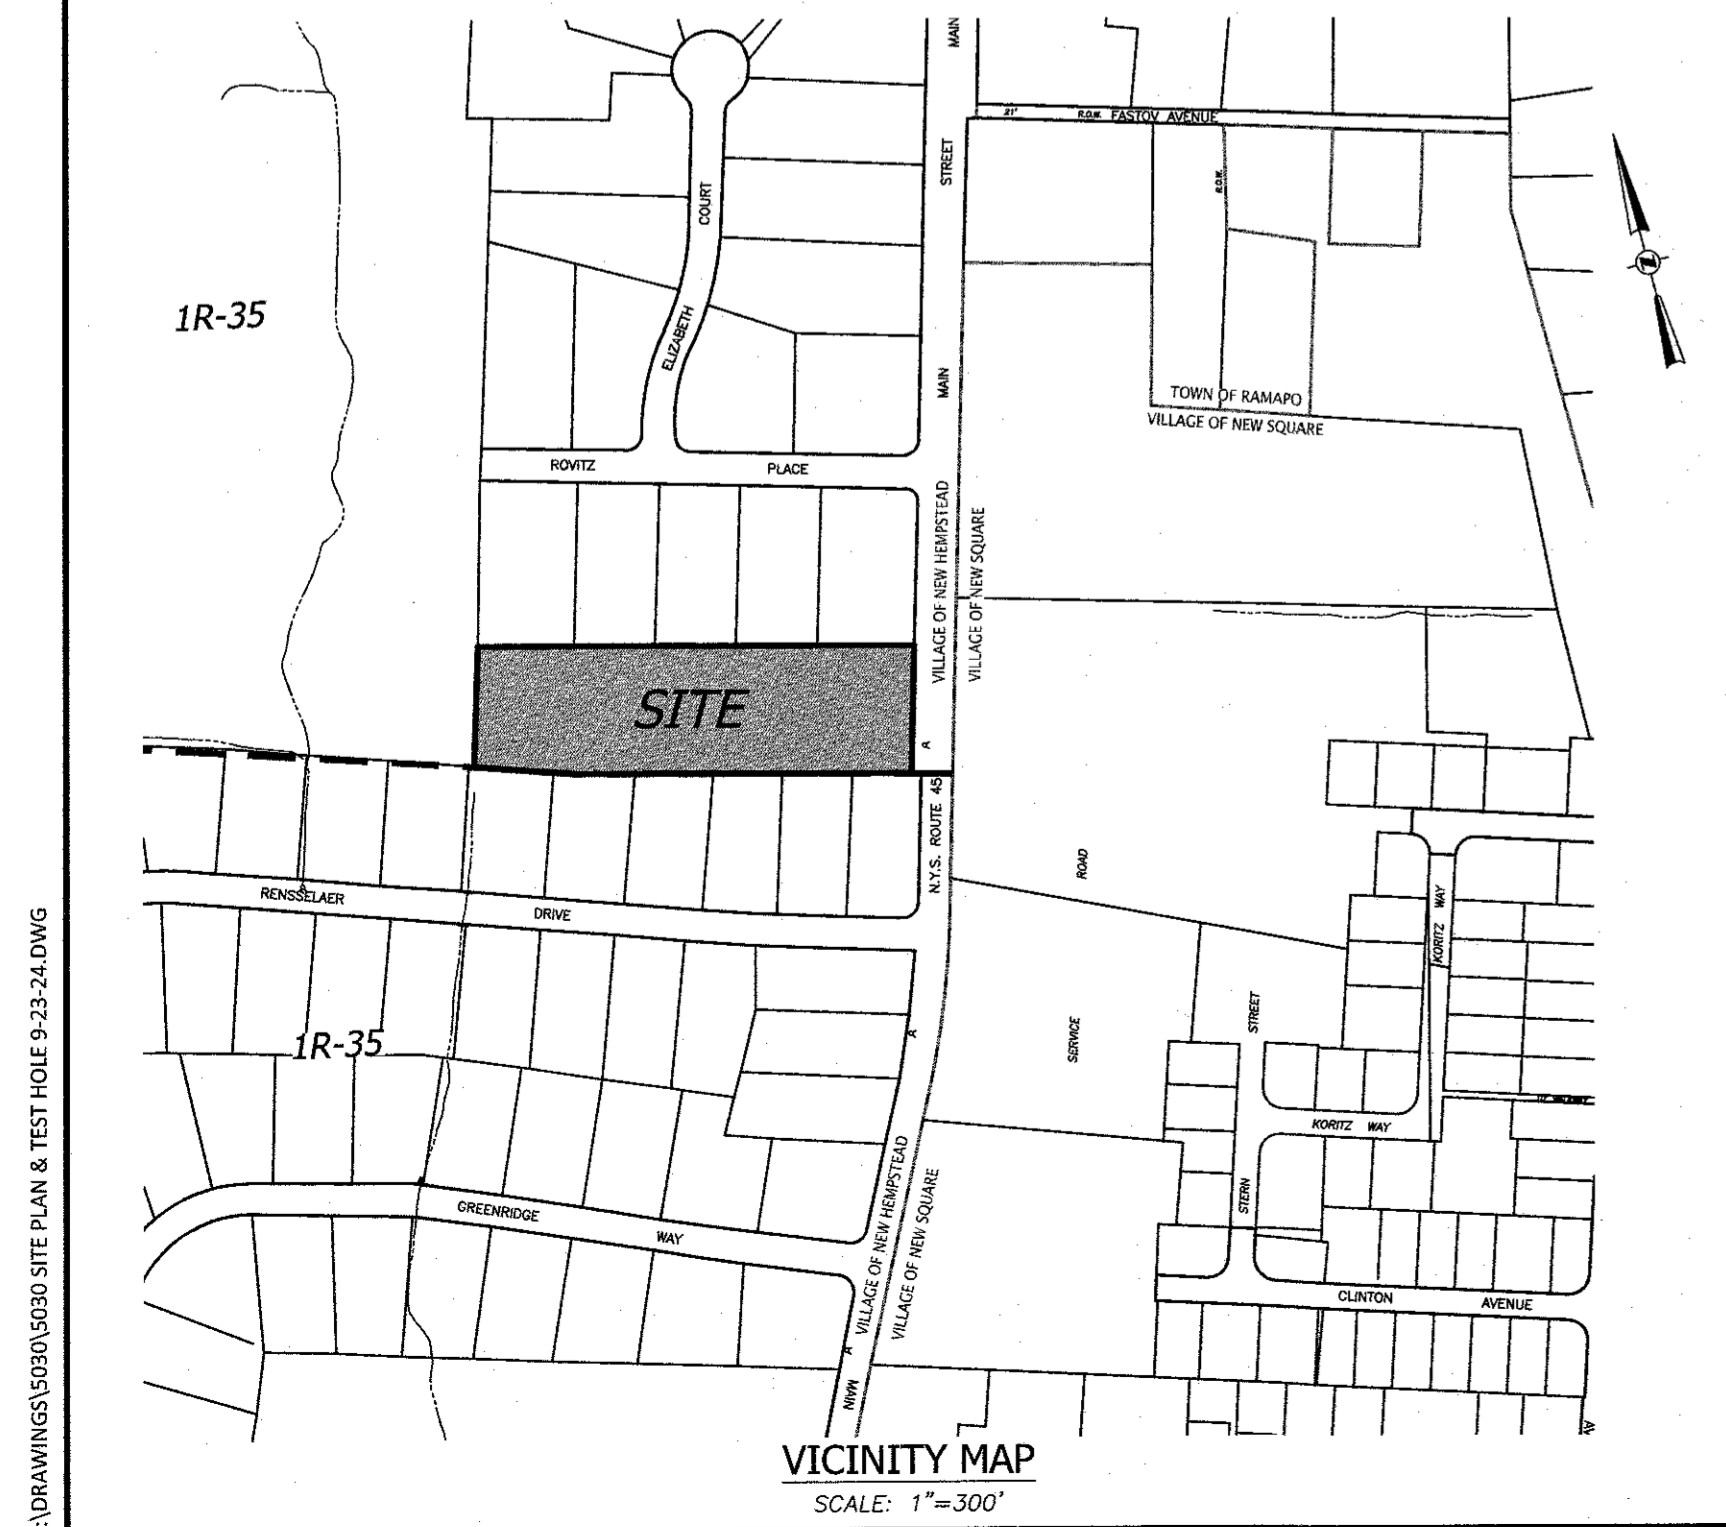 MAIN
21'
R.O.W.
FASTOV AVENUE
STREET
R.O.W.
COURT
1R-35
ELIZABETH
MAIN
TOWN OF RAMAPO
VILLAGE OF NEW SQUARE
ROVITZ
PLACE
VILLAGE OF NEW HEMPSTEAD
VILLAGE OF NEW SQUARE
SITE
A
N.Y.S. ROUTE 45
ROAD
RENSSELAER
DRIVE
KORITZ WAY
STREET
SERVICE
A
1R-35
KORITZ WAY
STERN
VILLAGE OF NEW HEMPSTEAD
VILLAGE OF NEW SQUARE
GREENRIDGE
WAY
CLINTON
AVENUE
A
MAIN
AV
VICINITY MAP
SCALE: 1"=300'
:\DRAWINGS\5030\5030 SITE PLAN & TEST HOLE 9-23-24.DWG